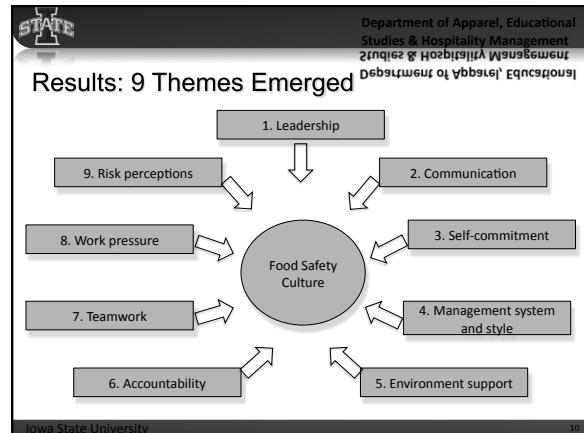 STATE
Department of Apparel, Educational
Studies & Hospitality Management
Results: 9 Themes Emerged
1. Leadership
9. Risk perceptions
2. Communication
8. Work pressure
3. Self-commitment
Food Safety
Culture
7. Teamwork
4. Management system
and style
6. Accountability
5. Environment support
Iowa State University
10